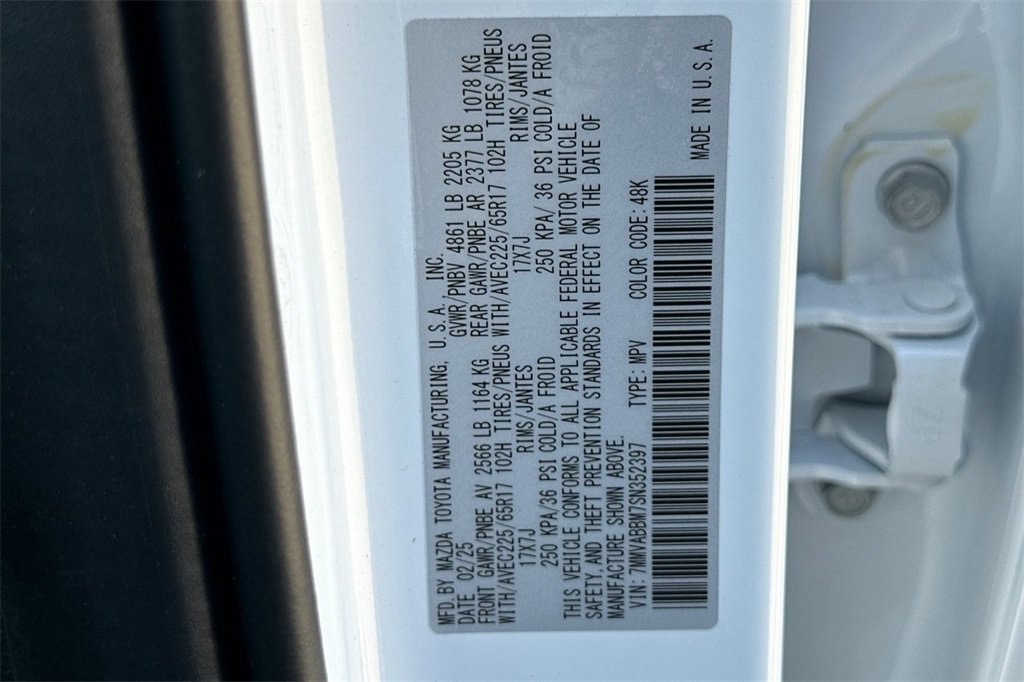 MFD. BY MAZDA TOYOTA MANUFACTURING, U.S.A., INC.
DATE 02/25 GVWR/PNBV 4861 LB 2205 KG
FRONT GAWR/PNBE AV 2566 LB 1164 KG REAR GAWR/PNBE AR 2377 LB 1078 KG
WITH/AVEC225/65R17 102H TIRES/PNEUS WITH/AVEC225/65R17 102H TIRES/PNEUS
17X7J RIMS/JANTES 17X7J RIMS/JANTES
250 KPA/36 PSI COLD/A FROID 250 KPA/ 36 PSI COLD/A FROID
THIS VEHICLE CONFORMS TO ALL APPLICABLE FEDERAL MOTOR VEHICLE
SAFETY AND THEFT PREVENTION STANDARDS IN EFFECT ON THE DATE OF
MANUFACTURE SHOWN ABOVE.
VIN: 7MMVABBM7SN352397 TYPE: MPV COLOR CODE: 48K
MADE IN U.S.A.